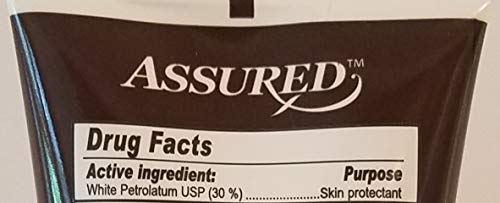 ASSURED™
Drug Facts
Active ingredient: Purpose
White Petrolatum USP (30 %)..................Skin protectant